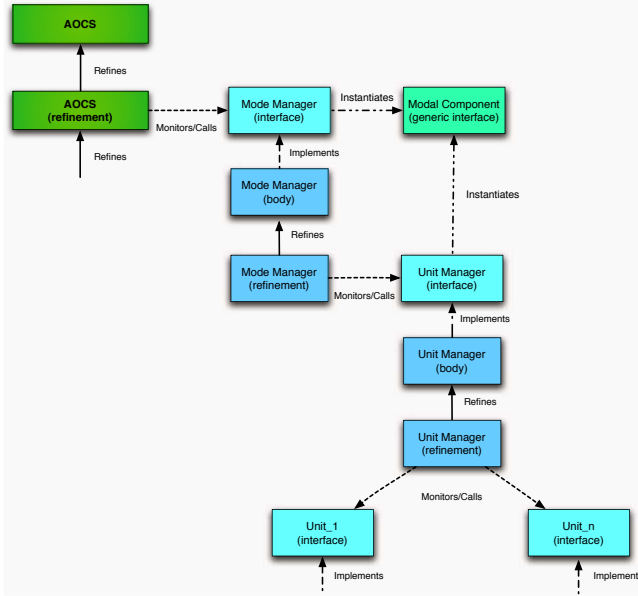 AOCS
Refines
AOCS
(refinement)
Monitors/Calls
Mode Manager
(interface)
Instantiates
Modal Component
(generic interface)
Refines
Implements
Mode Manager
(body)
Instantiates
Refines
Mode Manager
(refinement)
Monitors/Calls
Unit Manager
(interface)
Implements
Unit Manager
(body)
Refines
Unit Manager
(refinement)
Monitors/Calls
Unit_1
(interface)
Unit_n
(interface)
Implements
Implement